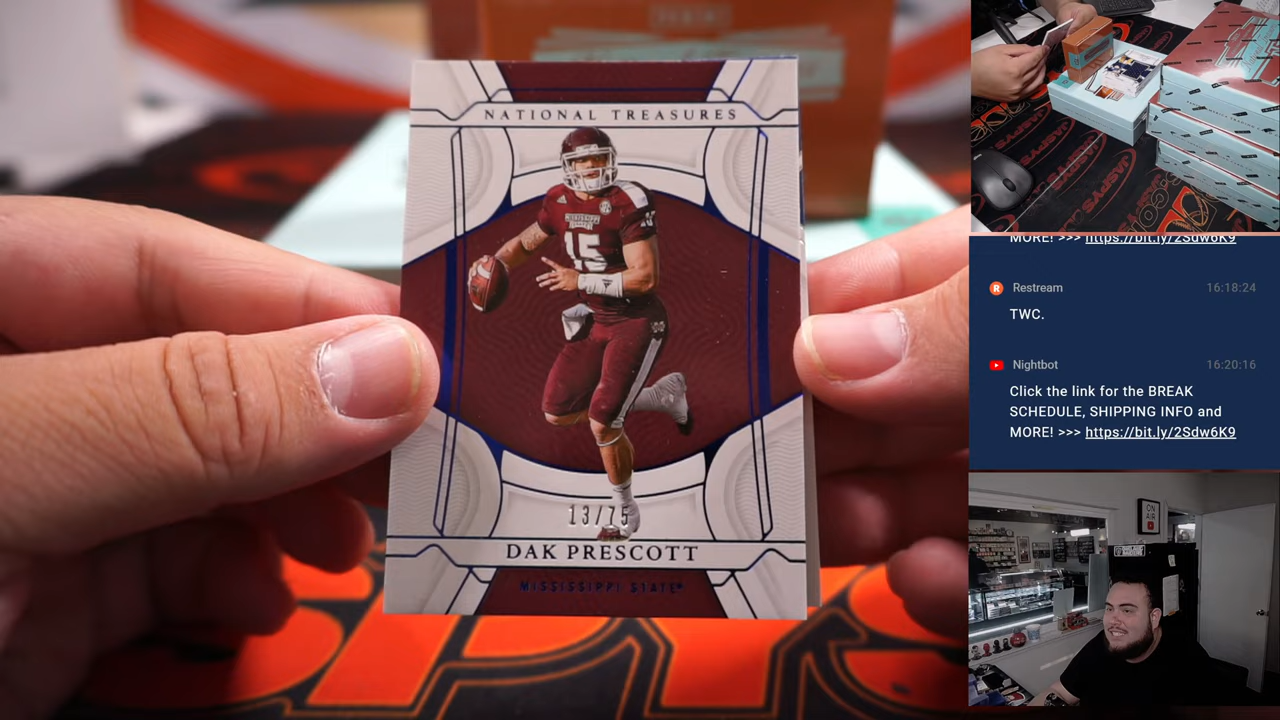 NATIONAL TREASURES
15
13/75
DAK PRESCOTT
MISSISSIPPI STATE
MORE! >>> https://bit.ly/2Sdw6K9
Restream 16:18:24
TWC.
Nightbot 16:20:16
Click the link for the BREAK
SCHEDULE, SHIPPING INFO and
MORE! >>> https://bit.ly/2Sdw6K9
ON
AIR